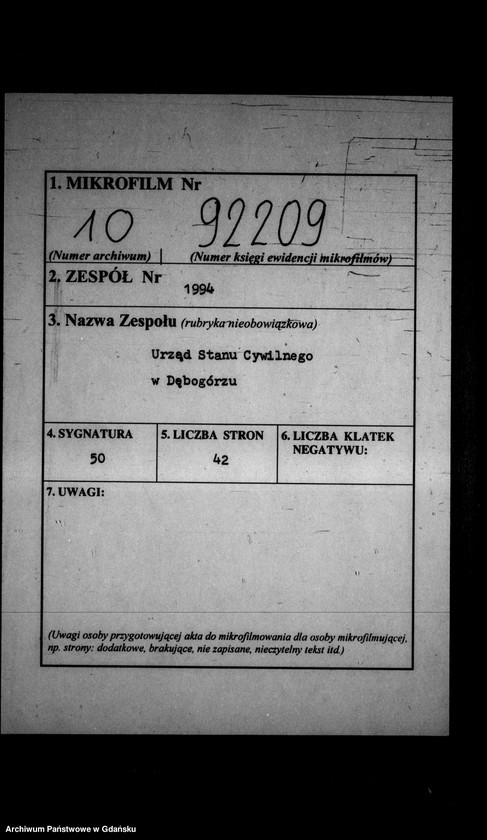 1. MIKROFILM Nr
10 92209
(Numer archiwum) (Numer księgi ewidencji mikrofilmów)
2. ZESPÓŁ Nr
1994
3. Nazwa Zespołu (rubryka nieobowiązkowa)
Urząd Stanu Cywilnego
w Dębogórzu
4. SYGNATURA 5. LICZBA STRON 6. LICZBA KLATEK
NEGATYWU:
50 42
7. UWAGI:
(Uwagi osoby przygotowującej akta do mikrofilmowania dla osoby mikrofilmującej,
np. strony: dodatkowe, brakujące, nie zapisane, nieczytelny tekst itd.)
Archiwum Państwowe w Gdańsku